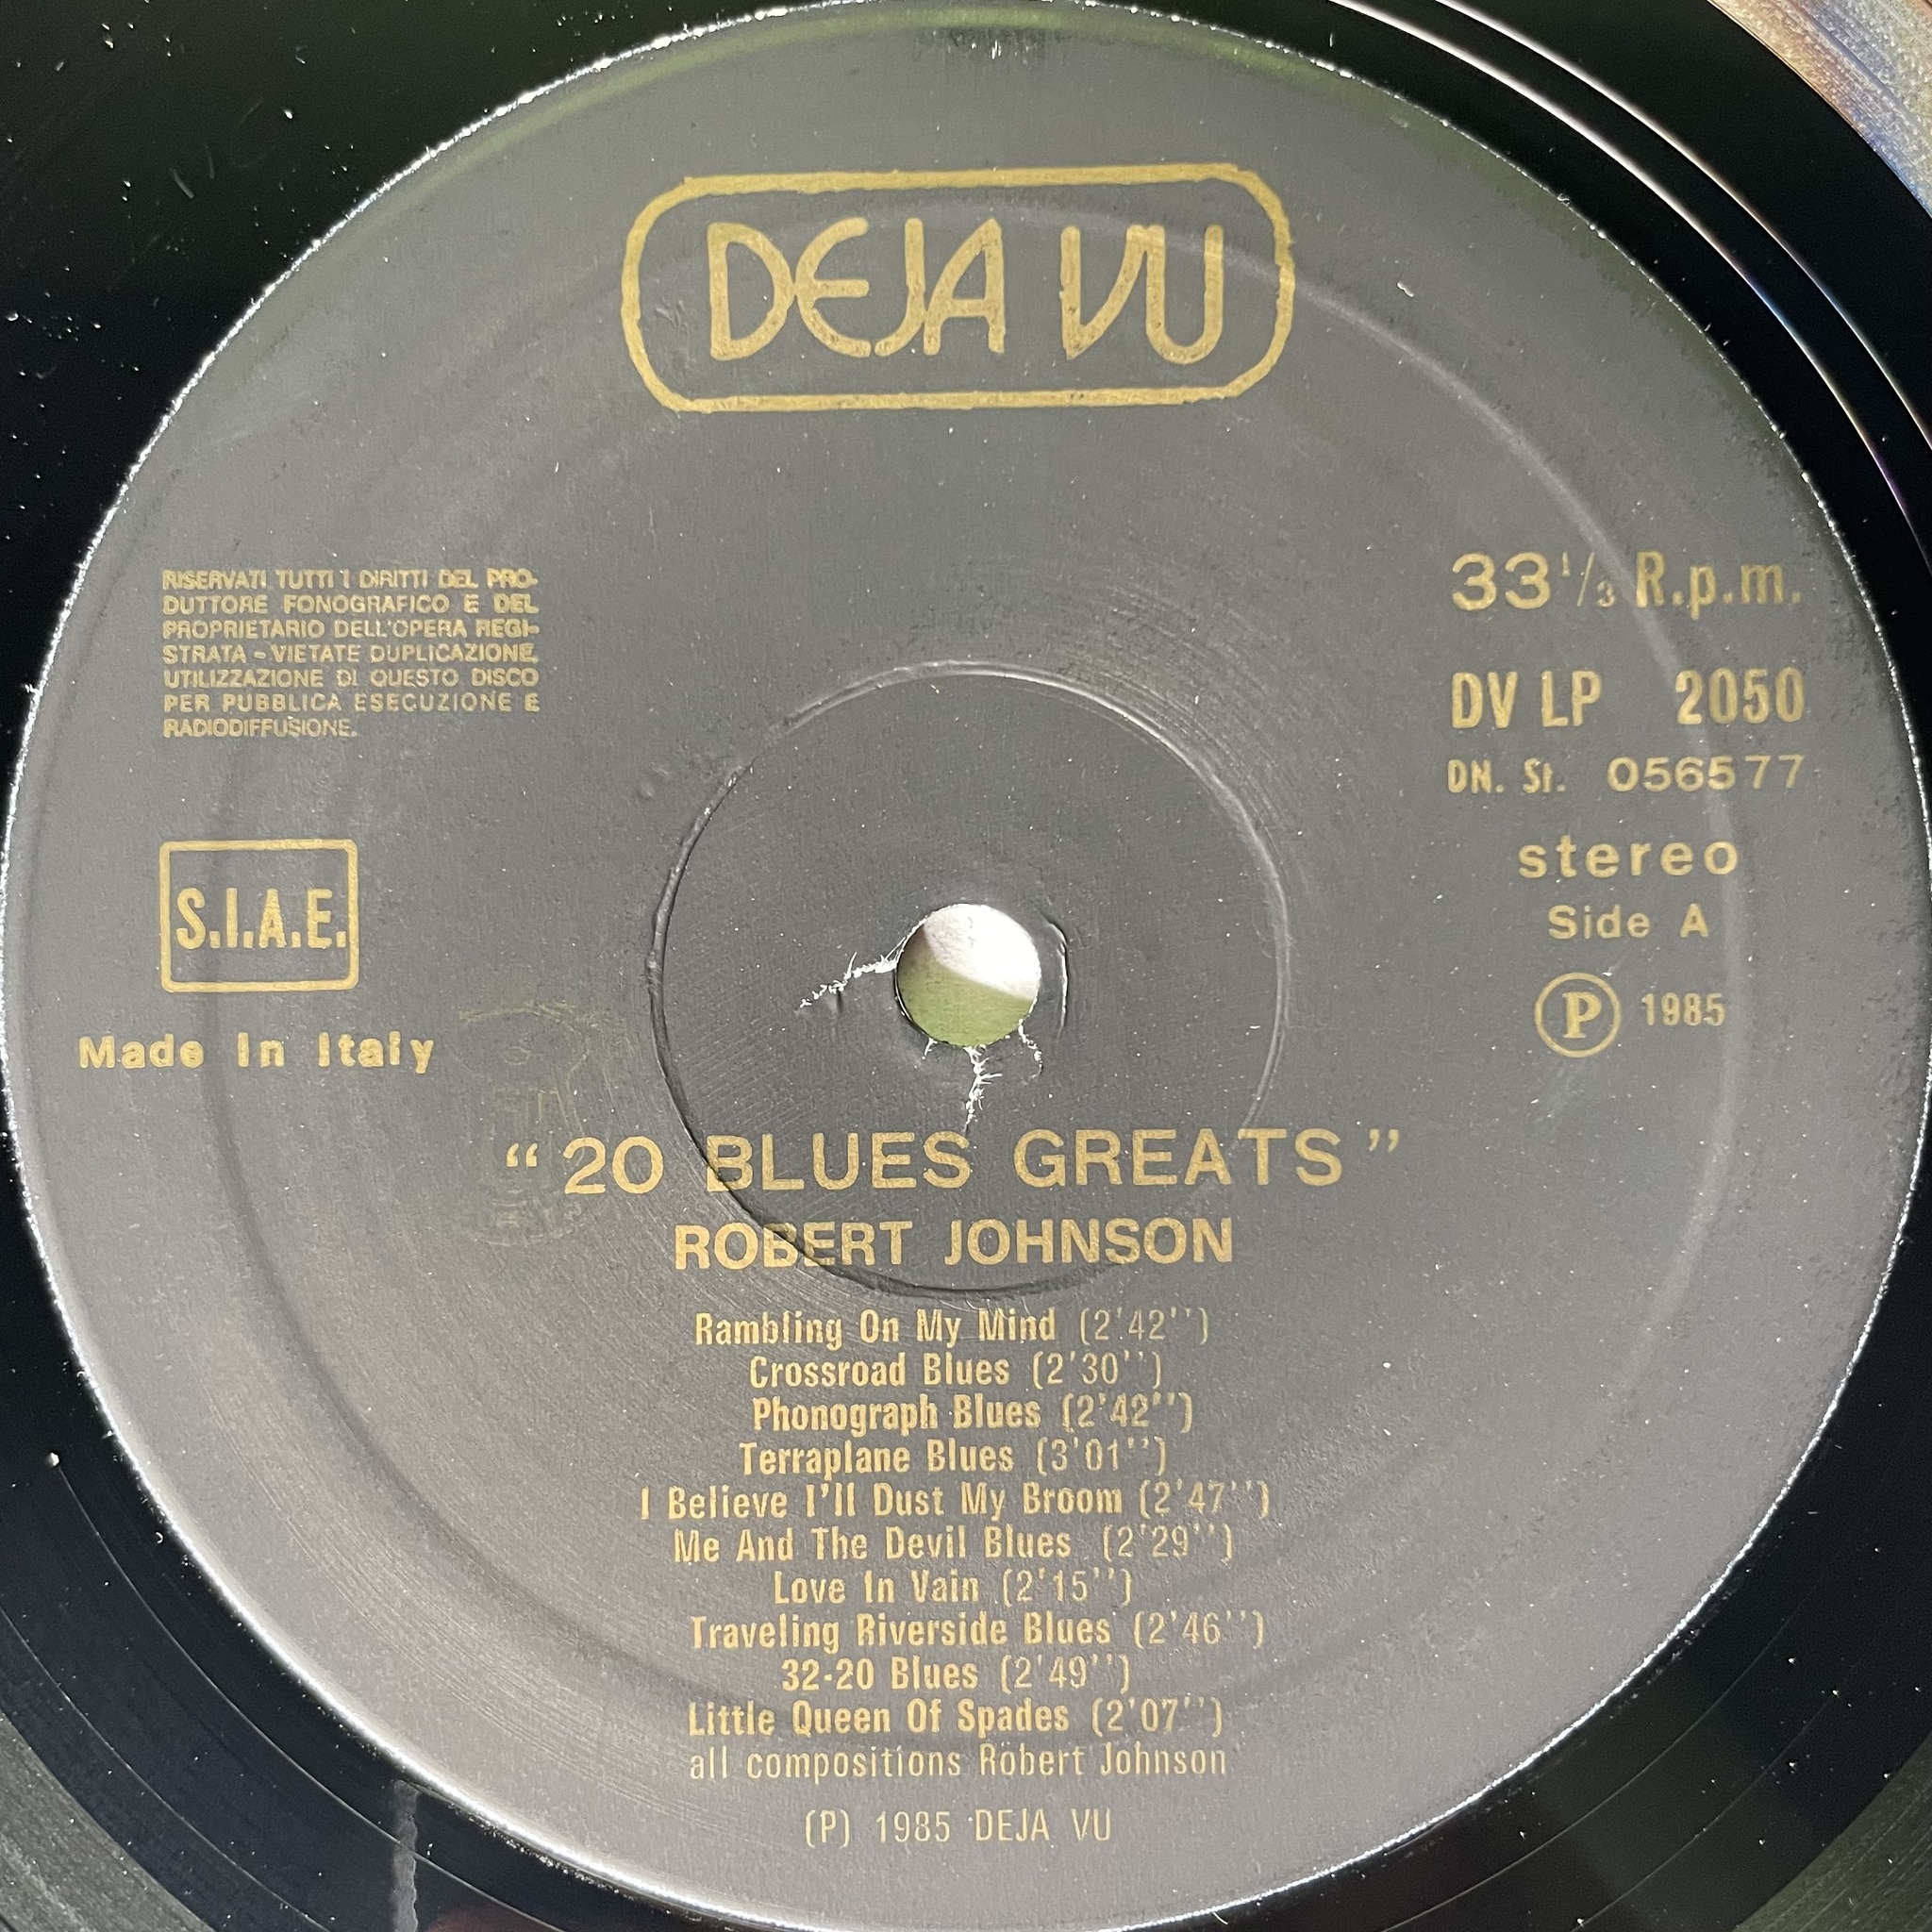 DEJA VU
RISERVATI TUTTI I DIRITTI DEL PRO-
DUTTORE FONOGRAFICO E DEL
PROPRIETARIO DELL'OPERA REGI-
STRATA - VIETATE DUPLICAZIONE,
UTILIZZAZIONE DI QUESTO DISCO
PER PUBBLICA ESECUZIONE E
RADIODIFFUSIONE.
S.I.A.E.
Made In Italy
33 1/3 R.p.m.
DV LP 2050
DN. St. 056577
stereo
Side A
Ⓟ 1985
“20 BLUES GREATS”
ROBERT JOHNSON
Rambling On My Mind (2'42'')
Crossroad Blues (2'30'')
Phonograph Blues (2'42'')
Terraplane Blues (3'01'')
I Believe I'll Dust My Broom (2'47'')
Me And The Devil Blues (2'29'')
Love In Vain (2'15'')
Traveling Riverside Blues (2'46'')
32-20 Blues (2'49'')
Little Queen Of Spades (2'07'')
all compositions Robert Johnson
(P) 1985 DEJA VU